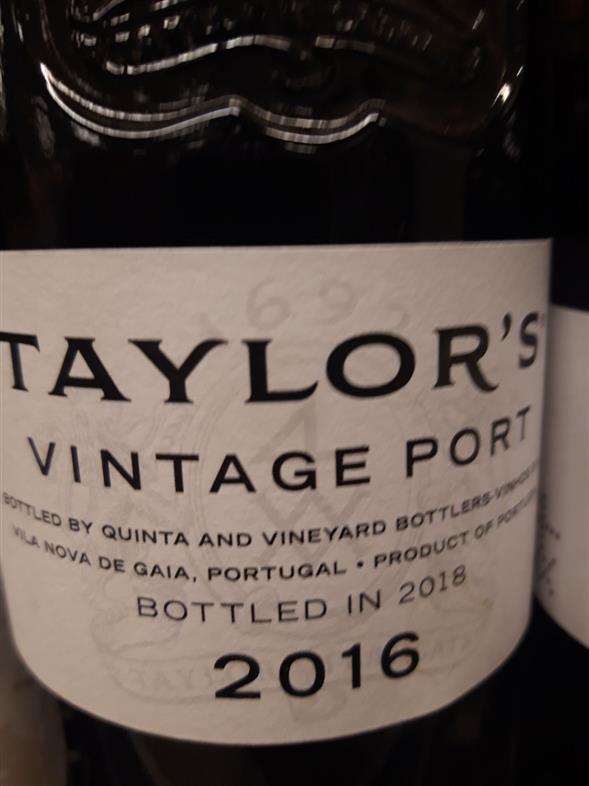 1692
TAYLOR'S
VINTAGE PORT
BOTTLED BY QUINTA AND VINEYARD BOTTLERS-VINHOS
VILA NOVA DE GAIA, PORTUGAL • PRODUCT OF PORTUGAL
BOTTLED IN 2018
2016